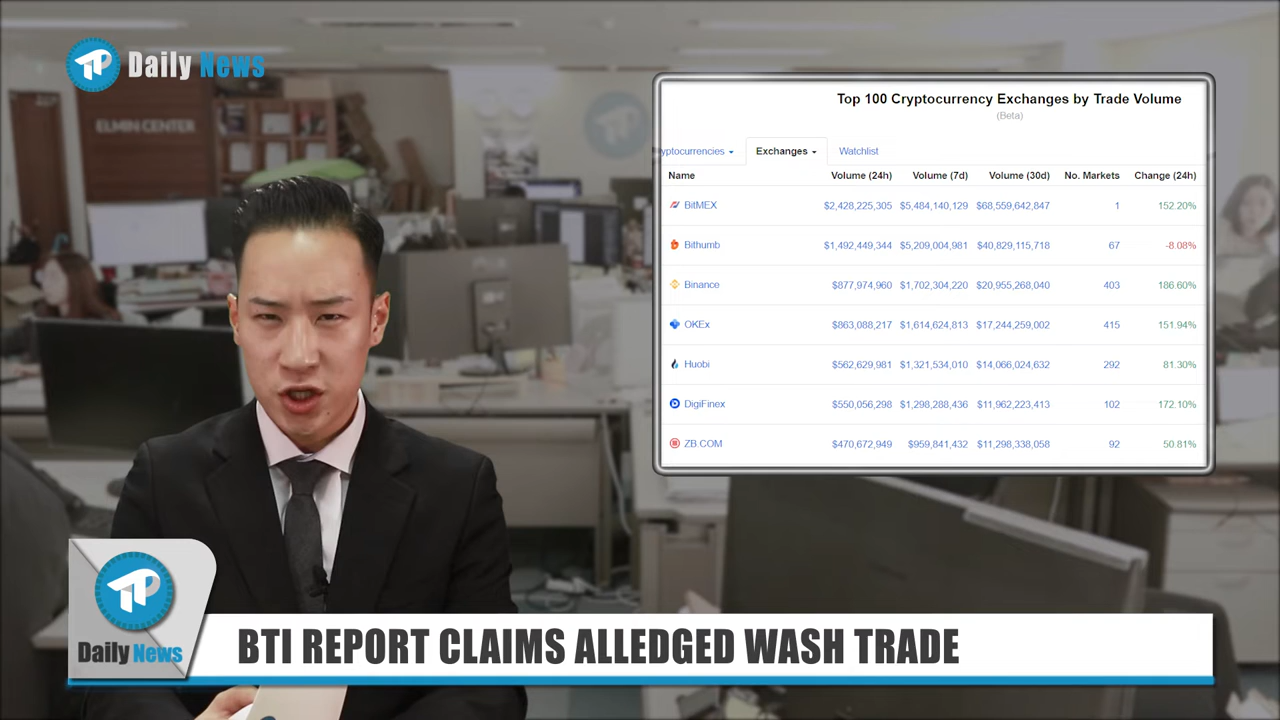 TP Daily News
ELMIN CENTER
Top 100 Cryptocurrency Exchanges by Trade Volume
(Beta)
yptocurrencies Exchanges Watchlist
Name Volume (24h) Volume (7d) Volume (30d) No. Markets Change (24h)
BitMEX $2,428,225,305 $5,484,140,129 $68,559,642,847 1 152.20%
Bithumb $1,492,449,344 $5,209,004,981 $40,829,115,718 67 -8.08%
Binance $877,974,960 $1,702,304,220 $20,955,268,040 403 186.60%
OKEx $863,088,217 $1,614,624,813 $17,244,259,002 415 151.94%
Huobi $562,629,981 $1,321,534,010 $14,066,024,632 292 81.30%
DigiFinex $550,056,298 $1,298,288,436 $11,962,223,413 102 172.10%
ZB.COM $470,672,949 $959,841,432 $11,298,338,058 92 50.81%
TP
Daily News
BTI REPORT CLAIMS ALLEDGED WASH TRADE